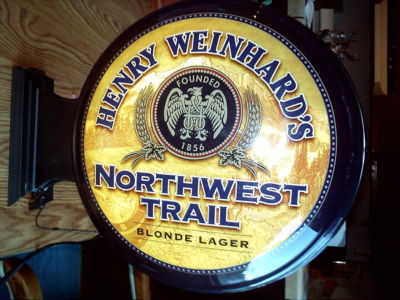 HENRY WEINHARD'S
FOUNDED
1856
NORTHWEST
TRAIL
BLONDE LAGER